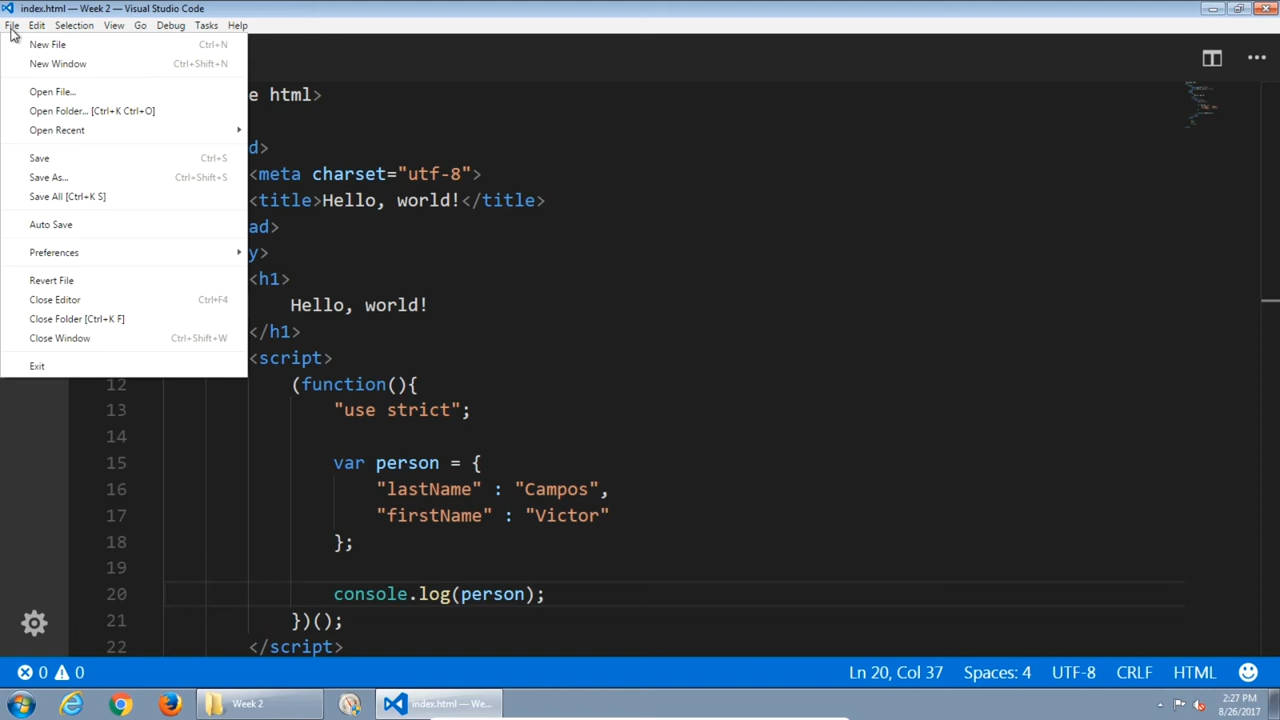 index.html — Week 2 — Visual Studio Code
File Edit Selection View Go Debug Tasks Help
New File Ctrl+N
New Window Ctrl+Shift+N
Open File...
Open Folder... [Ctrl+K Ctrl+O]
Open Recent
Save Ctrl+S
Save As... Ctrl+Shift+S
Save All [Ctrl+K S]
Auto Save
Preferences
Revert File
Close Editor Ctrl+F4
Close Folder [Ctrl+K F]
Close Window Ctrl+Shift+W
Exit
e html>
d>
<meta charset="utf-8">
<title>Hello, world!</title>
ad>
y>
<h1>
Hello, world!
</h1>
<script>
12 (function(){
13 "use strict";
14
15 var person = {
16 "lastName" : "Campos",
17 "firstName" : "Victor"
18 };
19
20 console.log(person);
21 })();
22 </script>
0 0 Ln 20, Col 37 Spaces: 4 UTF-8 CRLF HTML
Week 2 index.html — We... 2:27 PM
8/26/2017